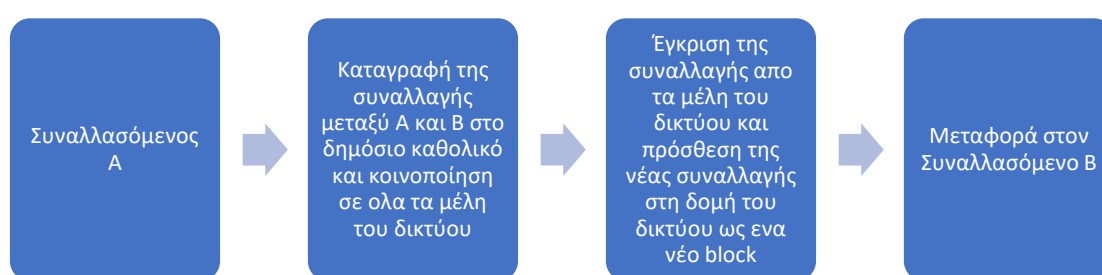 Συναλλασόμενος
Α
Καταγραφή της
συναλλαγής
μεταξύ Α και Β στο
δημόσιο καθολικό
και κοινοποίηση
σε ολα τα μέλη
του δικτύου
Έγκριση της
συναλλαγής απο
τα μέλη του
δικτύου και
πρόσθεση της
νέας συναλλαγής
στη δομή του
δικτύου ως ενα
νέο block
Μεταφορά στον
Συναλλασόμενο Β